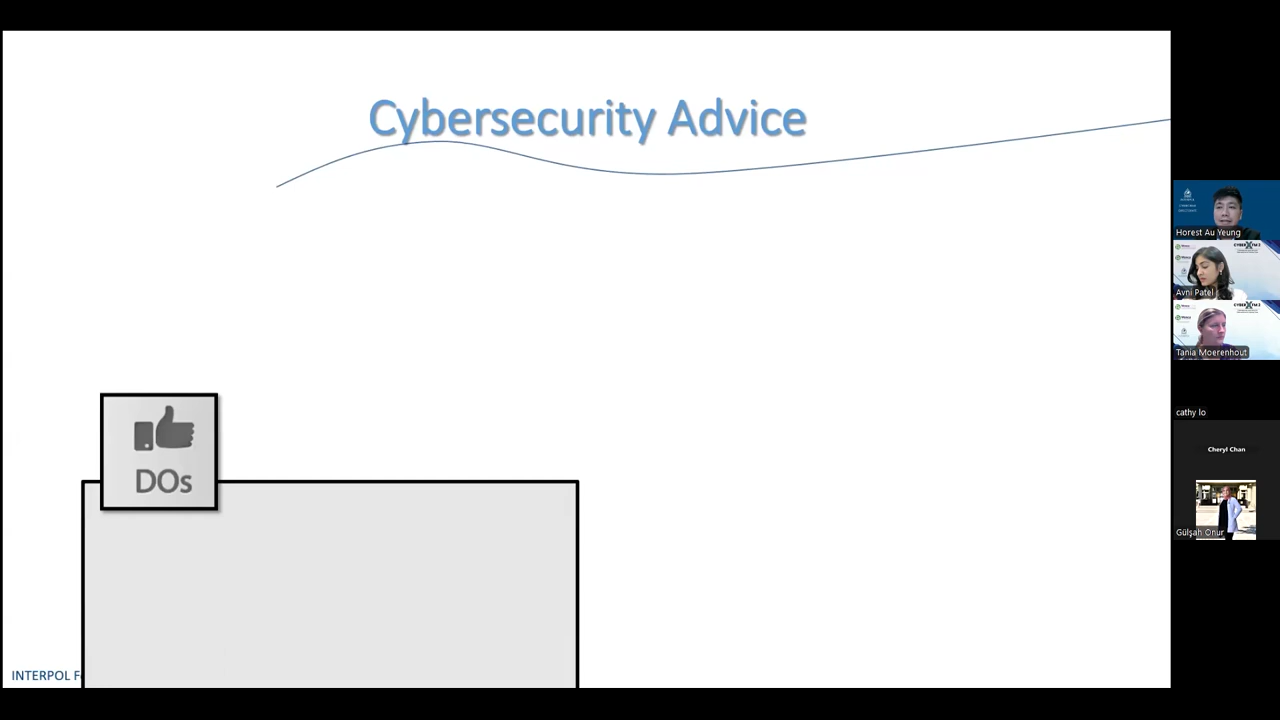 Cybersecurity Advice
DOs
INTERPOL F
Horest Au Yeung
Avni Patel
Tania Moerenhout
cathy lo
Cheryl Chan
Gülşah Onur